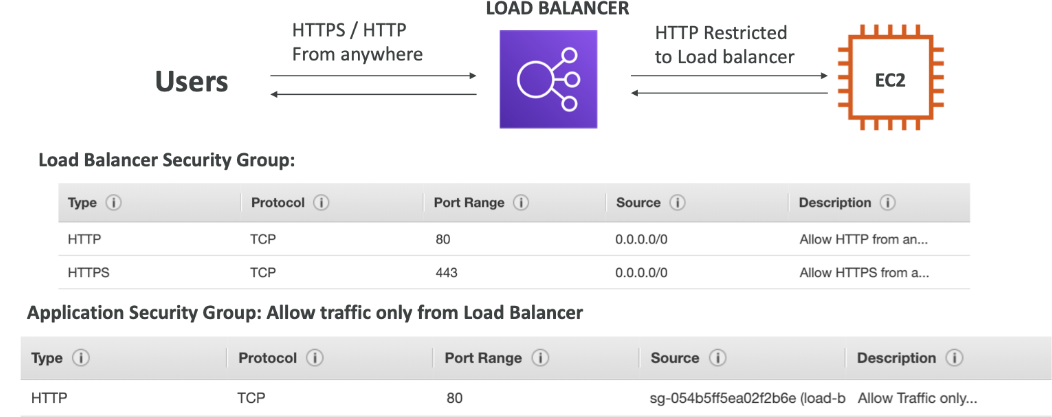 LOAD BALANCER
HTTPS / HTTP
From anywhere
HTTP Restricted
to Load balancer
Users
EC2
Load Balancer Security Group:
Type i Protocol i Port Range i Source i Description i
HTTP TCP 80 0.0.0.0/0 Allow HTTP from an...
HTTPS TCP 443 0.0.0.0/0 Allow HTTPS from a...
Application Security Group: Allow traffic only from Load Balancer
Type i Protocol i Port Range i Source i Description i
HTTP TCP 80 sg-054b5ff5ea02f2b6e (load-b Allow Traffic only...